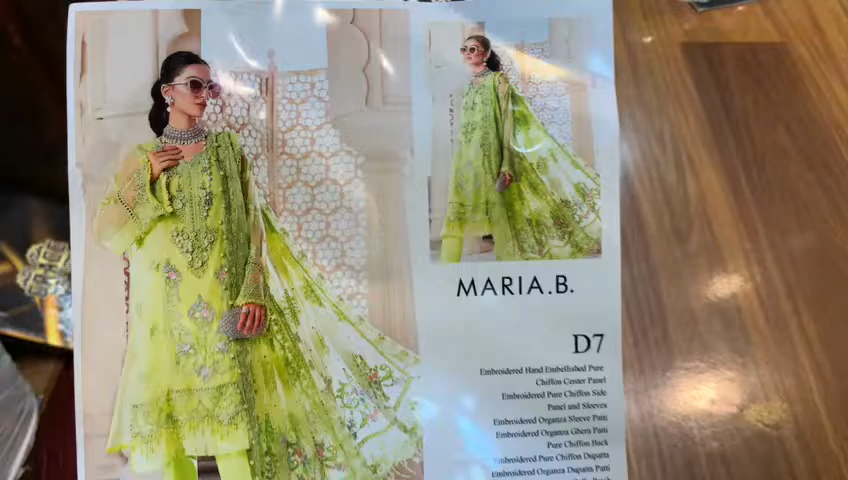 MARIA.B.
D7
Embroidered Hand Embellished Pure
Chiffon Center Panel
Embroidered Pure Chiffon Side
Panel and Sleeves
Embroidered Organza Sleeve Patti
Embroidered Organza Ghera Patti
Pure Chiffon Back
Embroidered Pure Chiffon Dupatta
Embroidered Organza Dupatta Patti